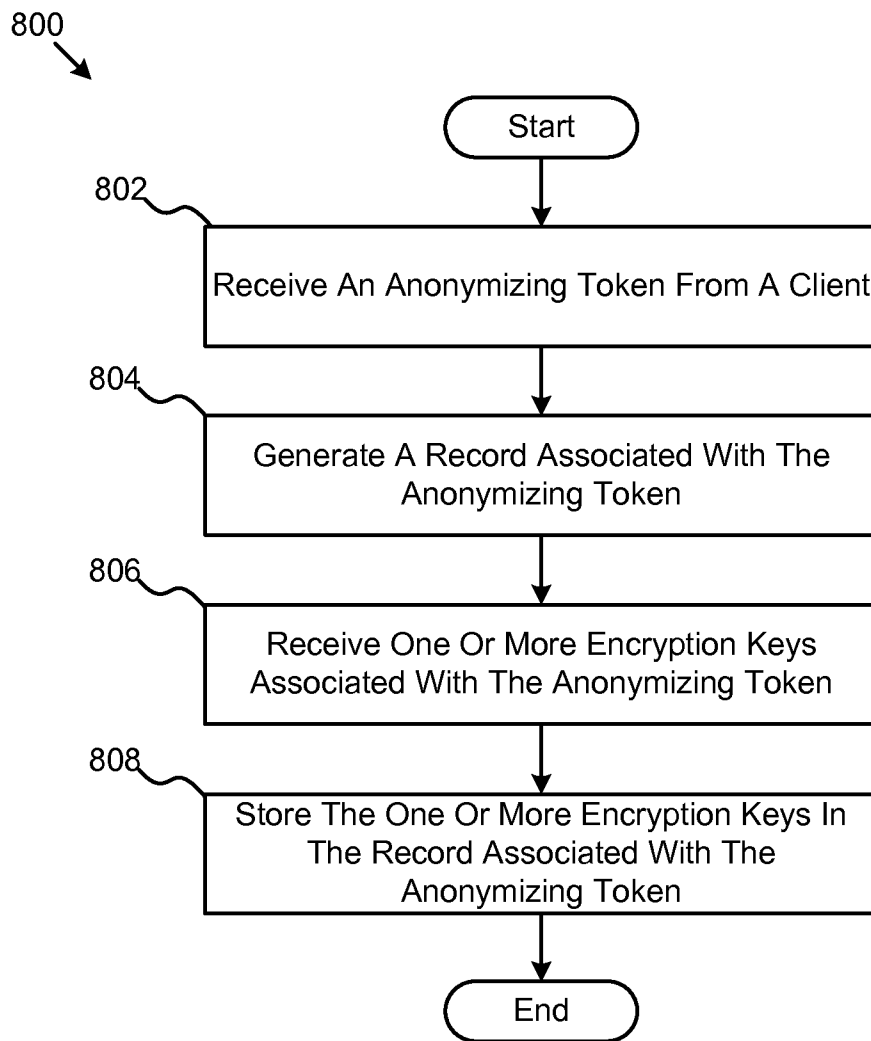 800
Start
802
Receive An Anonymizing Token From A Client
804
Generate A Record Associated With The
Anonymizing Token
806
Receive One Or More Encryption Keys
Associated With The Anonymizing Token
808
Store The One Or More Encryption Keys In
The Record Associated With The
Anonymizing Token
End